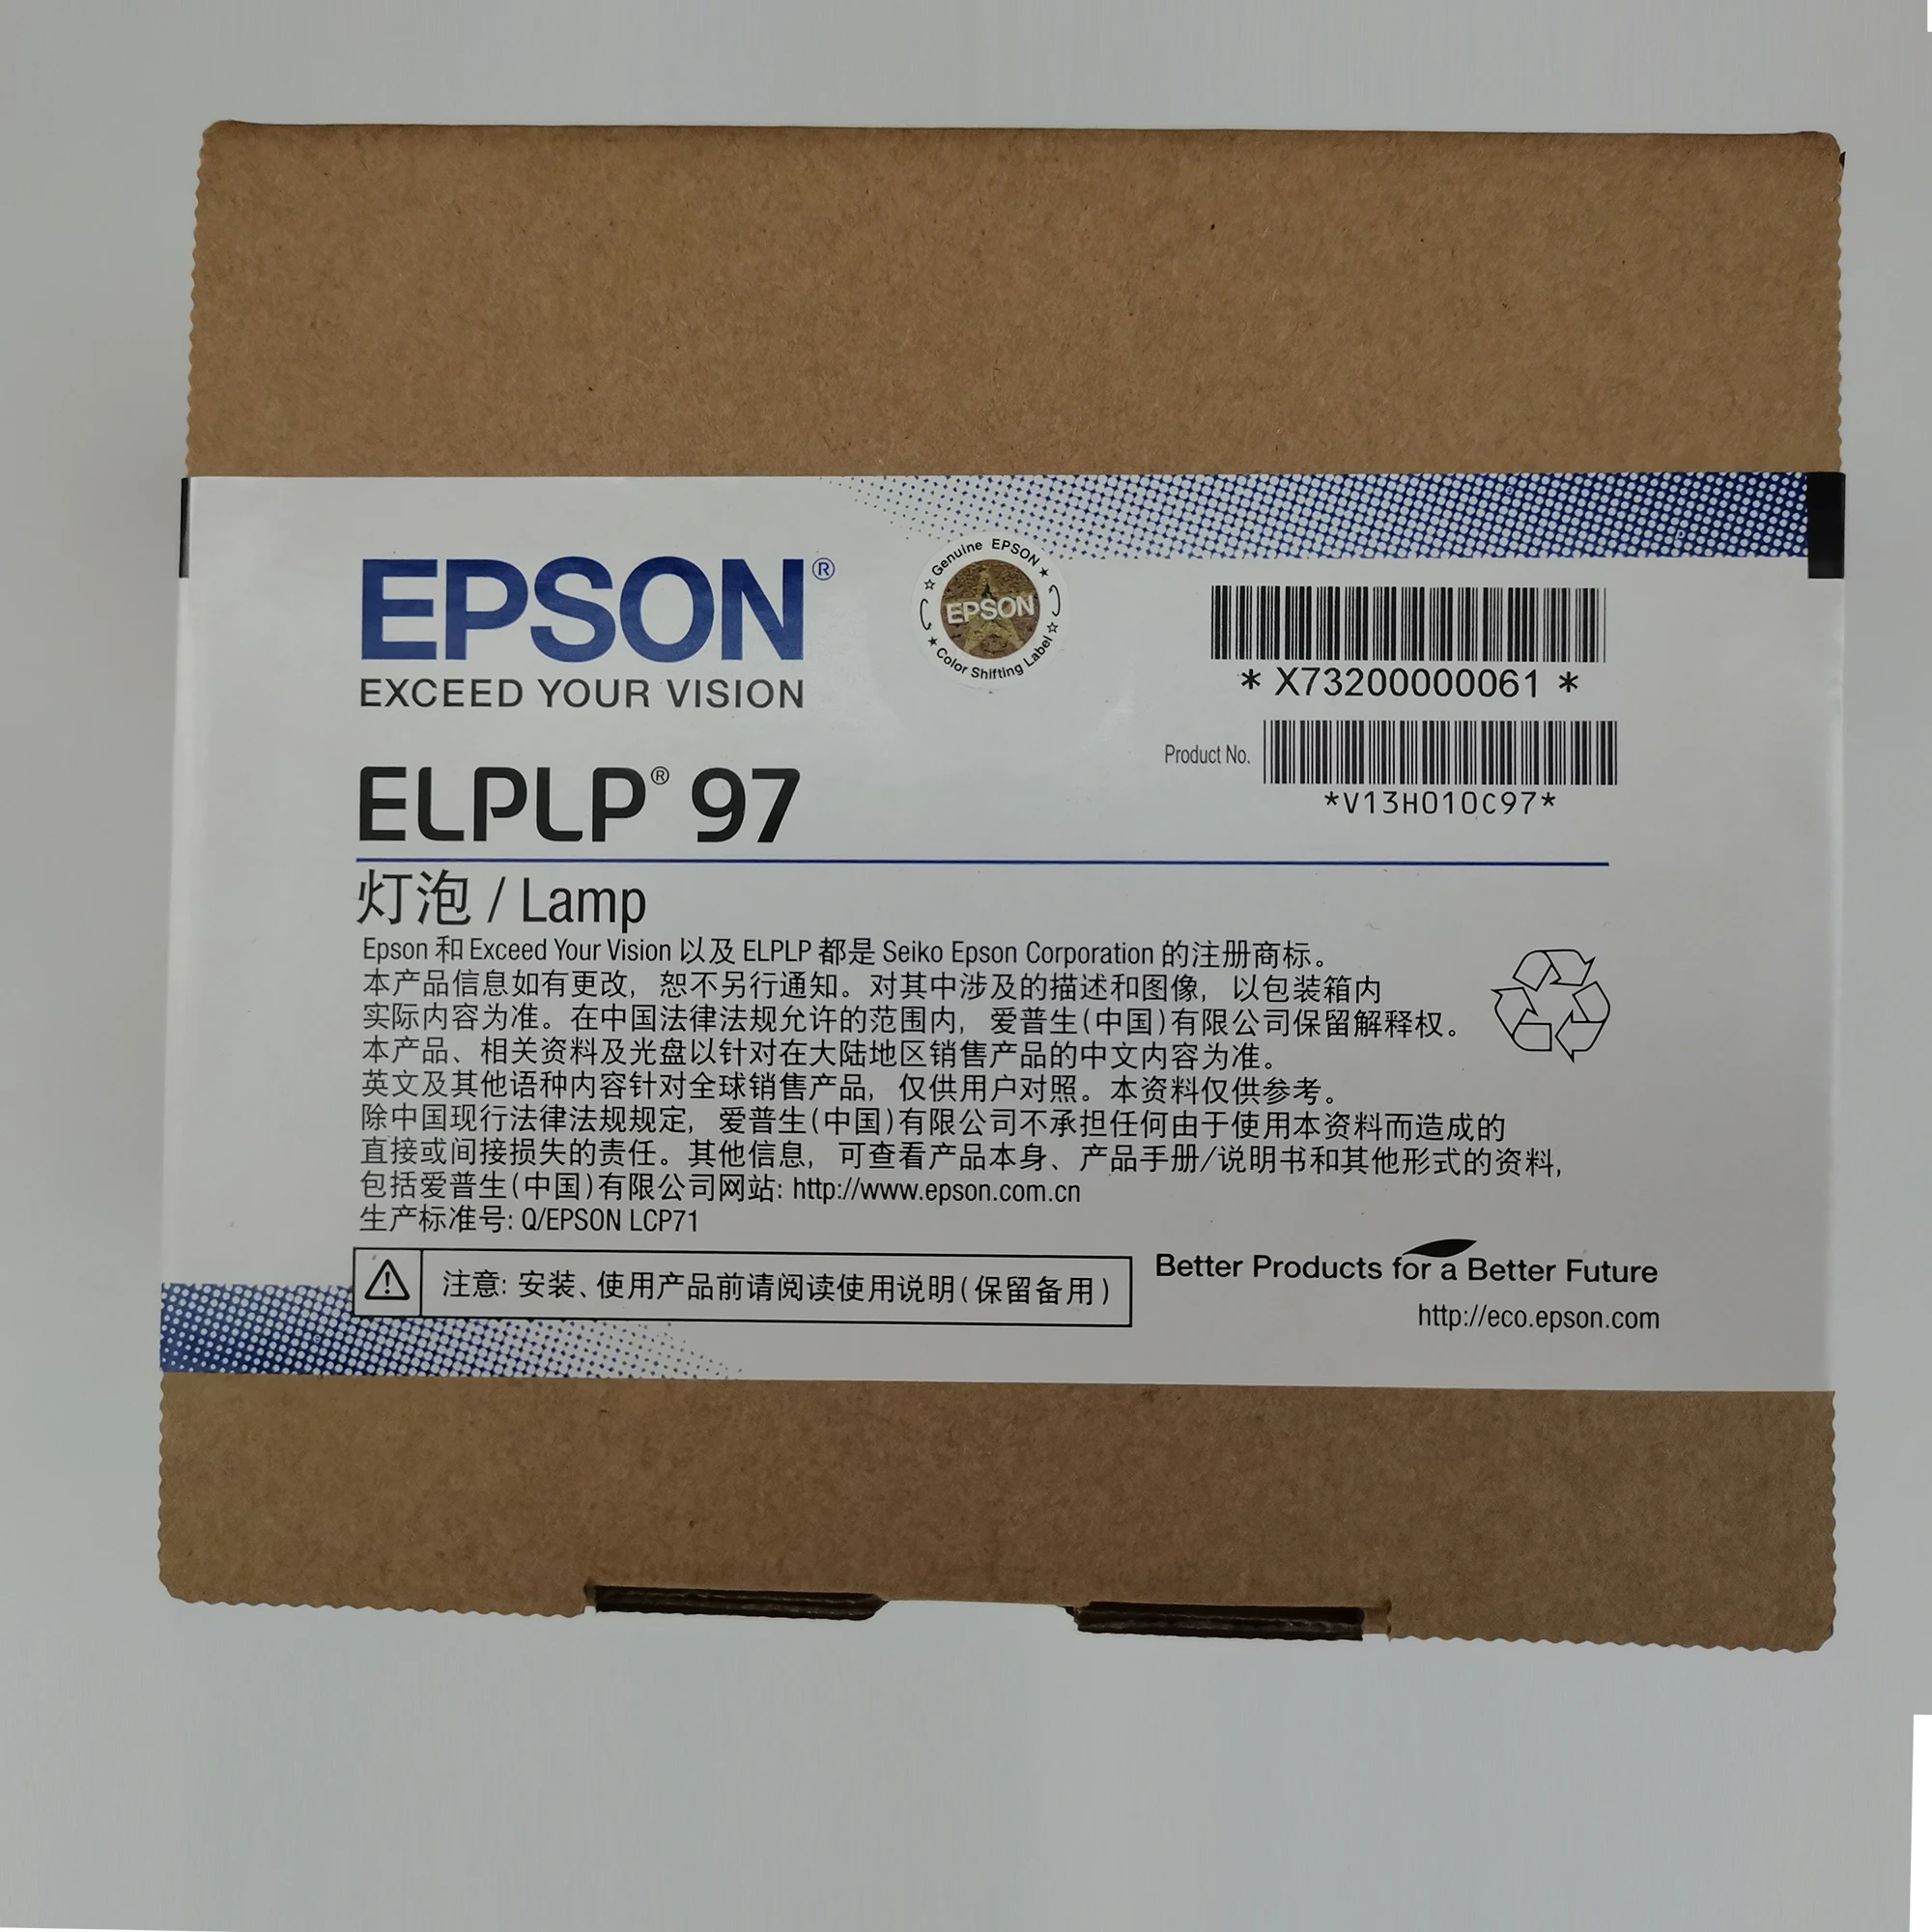 EPSON®
EXCEED YOUR VISION
☆ Genuine EPSON ★
EPSON
★ Color Shifting Label ☆
* X73200000061 *
Product No.
*V13H010C97*
ELPLP® 97
灯泡 / Lamp
Epson 和 Exceed Your Vision 以及 ELPLP 都是 Seiko Epson Corporation 的注册商标。
本产品信息如有更改，恕不另行通知。对其中涉及的描述和图像，以包装箱内
实际内容为准。在中国法律法规允许的范围内，爱普生(中国)有限公司保留解释权。
本产品、相关资料及光盘以针对在大陆地区销售产品的中文内容为准。
英文及其他语种内容针对全球销售产品，仅供用户对照。本资料仅供参考。
除中国现行法律法规规定，爱普生(中国)有限公司不承担任何由于使用本资料而造成的
直接或间接损失的责任。其他信息，可查看产品本身、产品手册/说明书和其他形式的资料，
包括爱普生(中国)有限公司网站: http://www.epson.com.cn
生产标准号: Q/EPSON LCP71
注意: 安装、使用产品前请阅读使用说明(保留备用)
Better Products for a Better Future
http://eco.epson.com